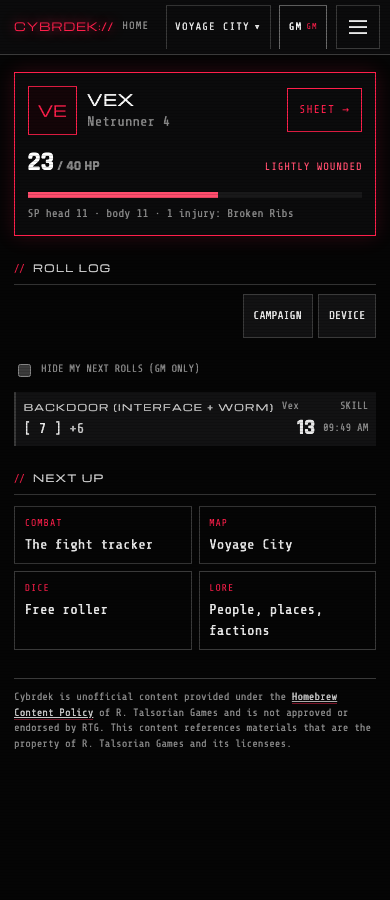 CYBRDEK:// HOME VOYAGE CITY ▾ GM GM
VE VEX
Netrunner 4
SHEET →
23 / 40 HP LIGHTLY WOUNDED
SP head 11 · body 11 · 1 injury: Broken Ribs
// ROLL LOG
CAMPAIGN DEVICE
HIDE MY NEXT ROLLS (GM ONLY)
BACKDOOR (INTERFACE + WORM) Vex SKILL
[ 7 ] +6 13 09:49 AM
// NEXT UP
COMBAT
The fight tracker
MAP
Voyage City
DICE
Free roller
LORE
People, places,
factions
Cybrdek is unofficial content provided under the Homebrew
Content Policy of R. Talsorian Games and is not approved or
endorsed by RTG. This content references materials that are the
property of R. Talsorian Games and its licensees.